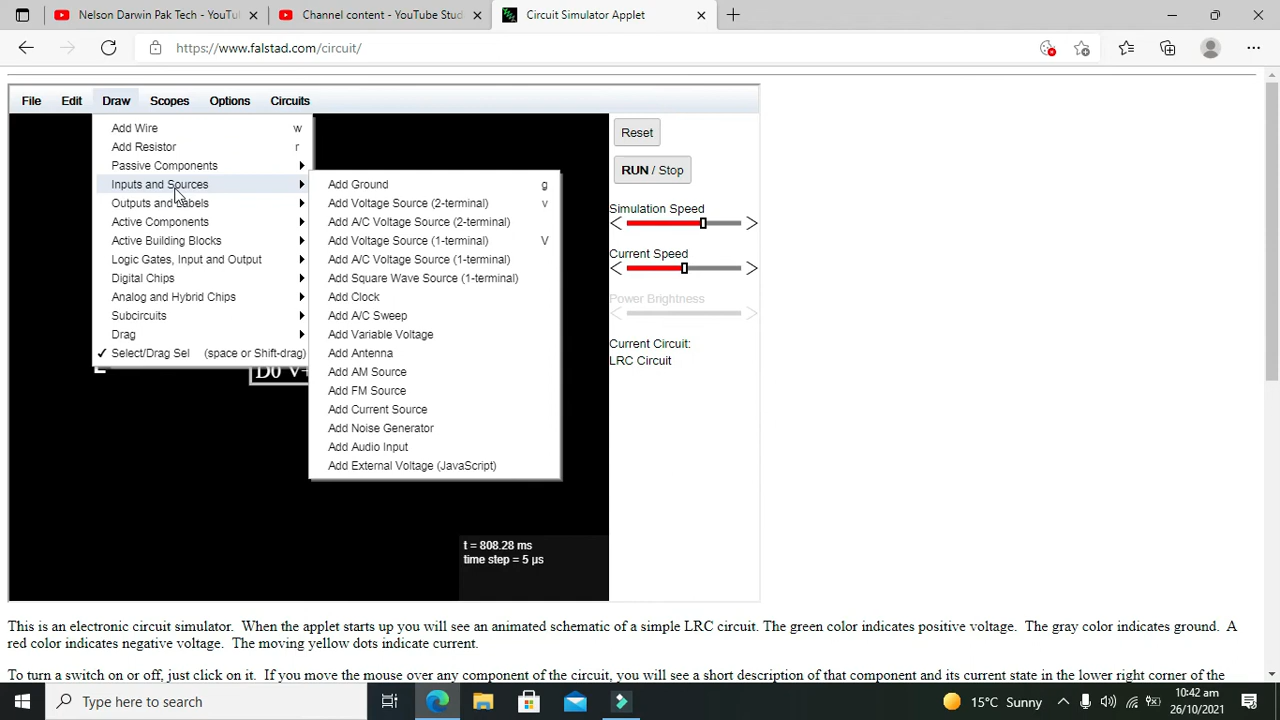 Nelson Darwin Pak Tech - YouTu
Channel content - YouTube Stud
Circuit Simulator Applet
https://www.falstad.com/circuit/
File Edit Draw Scopes Options Circuits
Add Wire w
Add Resistor r
Passive Components
Inputs and Sources
Outputs and Labels
Active Components
Active Building Blocks
Logic Gates, Input and Output
Digital Chips
Analog and Hybrid Chips
Subcircuits
Drag
Select/Drag Sel (space or Shift-drag)
Add Ground g
Add Voltage Source (2-terminal) v
Add A/C Voltage Source (2-terminal)
Add Voltage Source (1-terminal) V
Add A/C Voltage Source (1-terminal)
Add Square Wave Source (1-terminal)
Add Clock
Add A/C Sweep
Add Variable Voltage
Add Antenna
Add AM Source
Add FM Source
Add Current Source
Add Noise Generator
Add Audio Input
Add External Voltage (JavaScript)
D0 V+
t = 808.28 ms
time step = 5 µs
Reset
RUN / Stop
Simulation Speed
Current Speed
Power Brightness
Current Circuit:
LRC Circuit
This is an electronic circuit simulator. When the applet starts up you will see an animated schematic of a simple LRC circuit. The green color indicates positive voltage. The gray color indicates ground. A
red color indicates negative voltage. The moving yellow dots indicate current.
To turn a switch on or off, just click on it. If you move the mouse over any component of the circuit, you will see a short description of that component and its current state in the lower right corner of the
Type here to search
15°C Sunny
10:42 am
26/10/2021